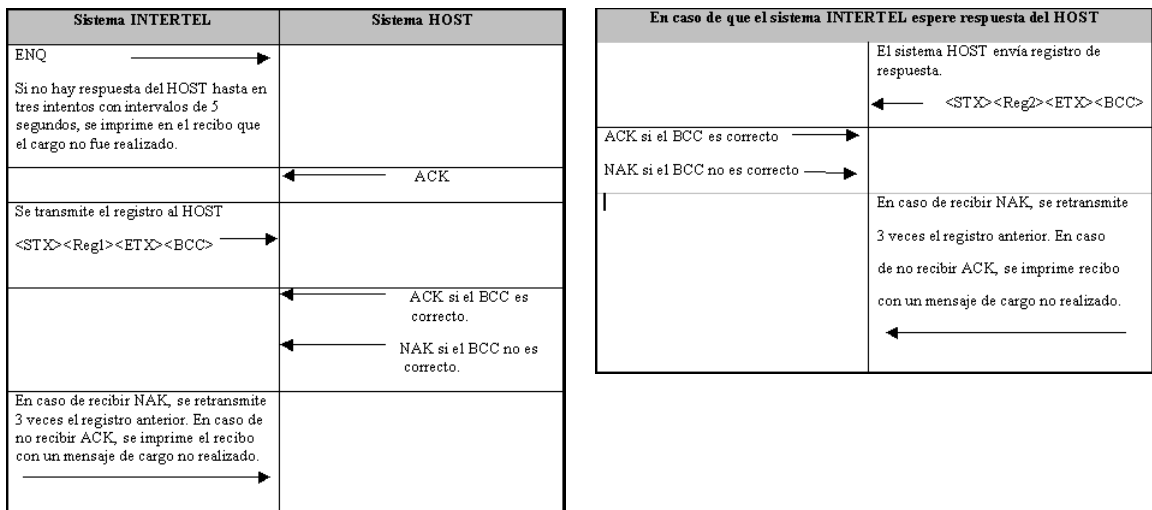 Sistema INTERTEL
Sistema HOST
ENQ
Si no hay respuesta del HOST hasta en
tres intentos con intervalos de 5
segundos, se imprime en el recibo que
el cargo no fue realizado.
ACK
Se transmite el registro al HOST
<STX><Reg1><ETX><BCC>
ACK si el BCC es
correcto.
NAK si el BCC no es
correcto.
En caso de recibir NAK, se retransmite
3 veces el registro anterior. En caso de
no recibir ACK, se imprime el recibo
con un mensaje de cargo no realizado.
En caso de que el sistema INTERTEL espere respuesta del HOST
El sistema HOST envía registro de
respuesta.
<STX><Reg2><ETX><BCC>
ACK si el BCC es correcto
NAK si el BCC no es correcto
En caso de recibir NAK, se retransmite
3 veces el registro anterior. En caso
de no recibir ACK, se imprime recibo
con un mensaje de cargo no realizado.